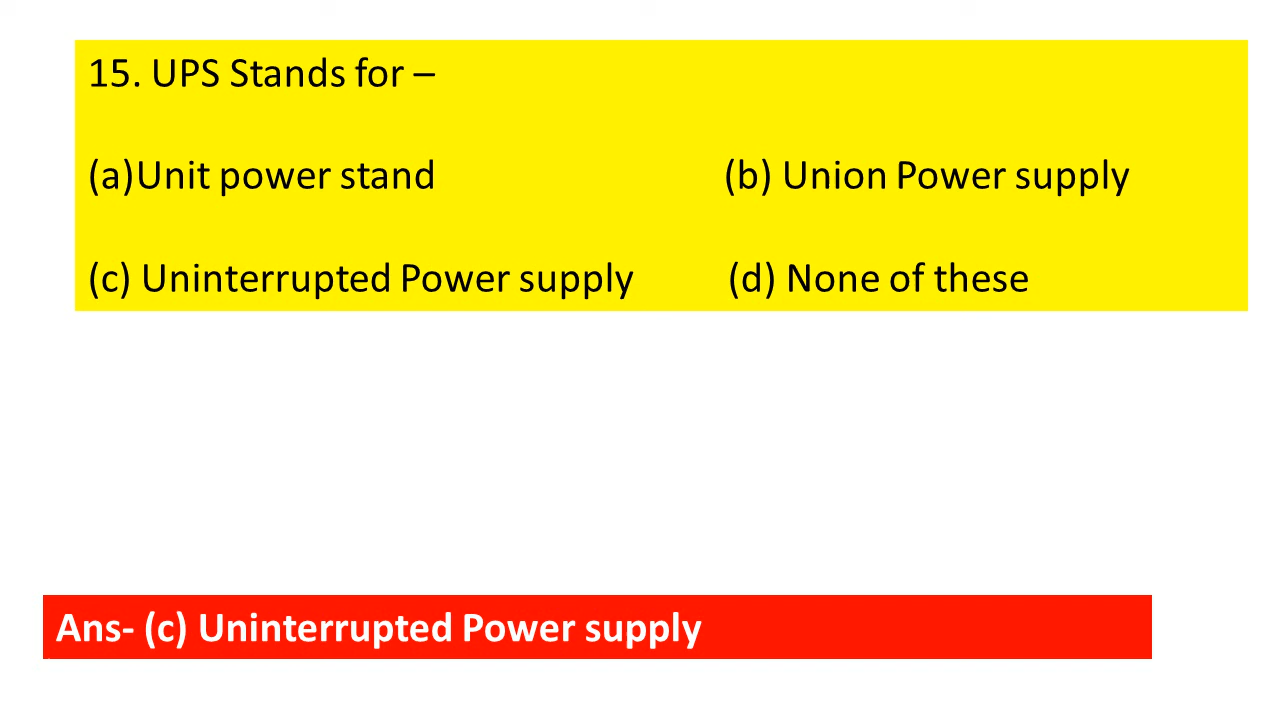 15. UPS Stands for –
(a)Unit power stand (b) Union Power supply
(c) Uninterrupted Power supply (d) None of these
Ans- (c) Uninterrupted Power supply